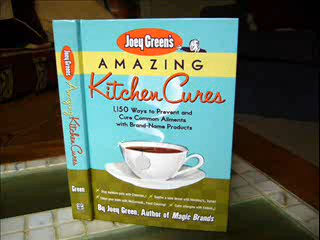 Joey Green's
AMAZING
Kitchen Cures
1,150 Ways to Prevent and
Cure Common Ailments
with Brand-Name Products
By Joey Green, Author of Magic Brands
Joey Green's
Amazing Kitchen Cures
Green